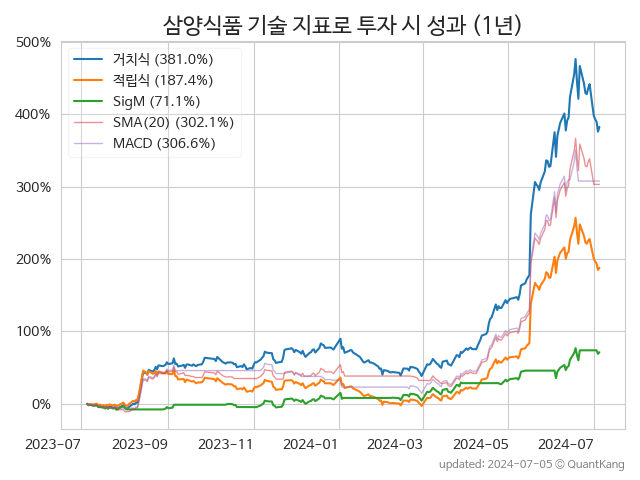 삼양식품 기술 지표로 투자 시 성과 (1년)
500%
400%
300%
200%
100%
0%
거치식 (381.0%)
적립식 (187.4%)
SigM (71.1%)
SMA(20) (302.1%)
MACD (306.6%)
2023-07 2023-09 2023-11 2024-01 2024-03 2024-05 2024-07
updated: 2024-07-05 © QuantKang